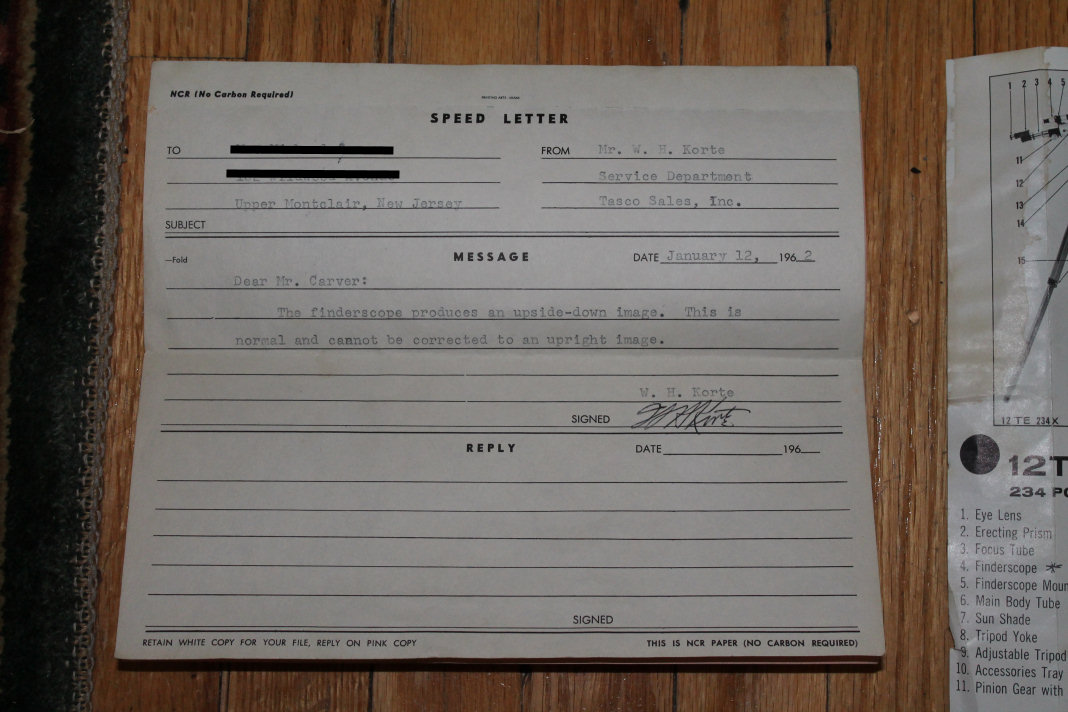 NCR (No Carbon Required)
SPEED LETTER
TO
FROM Mr. W. H. Korte
Service Department
Upper Montclair, New Jersey
Tasco Sales, Inc.
SUBJECT
—Fold
MESSAGE
DATE January 12, 1962
Dear Mr. Carver:
The finderscope produces an upside-down image. This is
normal and cannot be corrected to an upright image.
W. H. Korte
SIGNED W H Korte
REPLY
DATE 196
SIGNED
RETAIN WHITE COPY FOR YOUR FILE, REPLY ON PINK COPY
THIS IS NCR PAPER (NO CARBON REQUIRED)
1 2 3 4 5
11
12
13
14
15
12 TE 234X
12T
234
1. Eye Lens
2. Erecting Prism
3. Focus Tube
4. Finderscope
5. Finderscope
6. Main Body Tube
7. Sun Shade
8. Tripod Yoke
9. Adjustable Tripod
10. Accessories Tray
11. Pinion Gear with